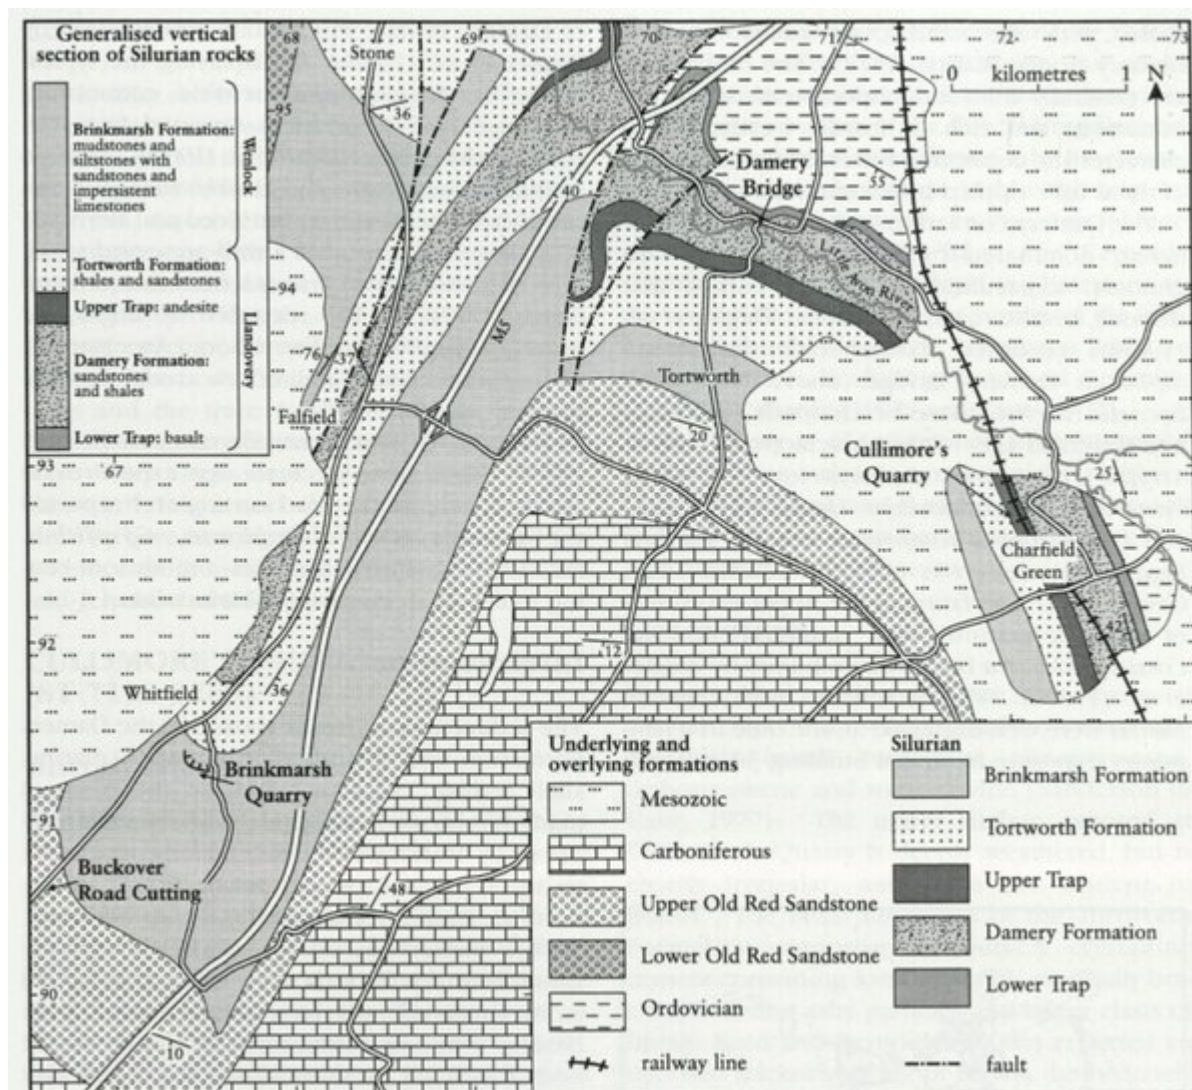 Generalised vertical
section of Silurian rocks
Brinkmarsh Formation:
mudstones and
siltstones with
sandstones and
impersistent
limestones
Wenlock
Tortworth Formation:
shales and sandstones
Upper Trap: andesite
Llandovery
Damery Formation:
sandstones
and shales
Lower Trap: basalt
68
69
70
71
72
73
Stone
0 kilometres 1 N
95
36
Damery
Bridge
40
55
Little Avon River
94
M5
76
37
Tortworth
Falfield
20
Cullimore's
Quarry
93
67
25
Charfield
Green
92
12
42
Whitfield
36
Brinkmarsh
Quarry
91
Buckover
Road Cutting
48
90
10
Underlying and
overlying formations
Mesozoic
Carboniferous
Upper Old Red Sandstone
Lower Old Red Sandstone
Ordovician
railway line
Silurian
Brinkmarsh Formation
Tortworth Formation
Upper Trap
Damery Formation
Lower Trap
fault